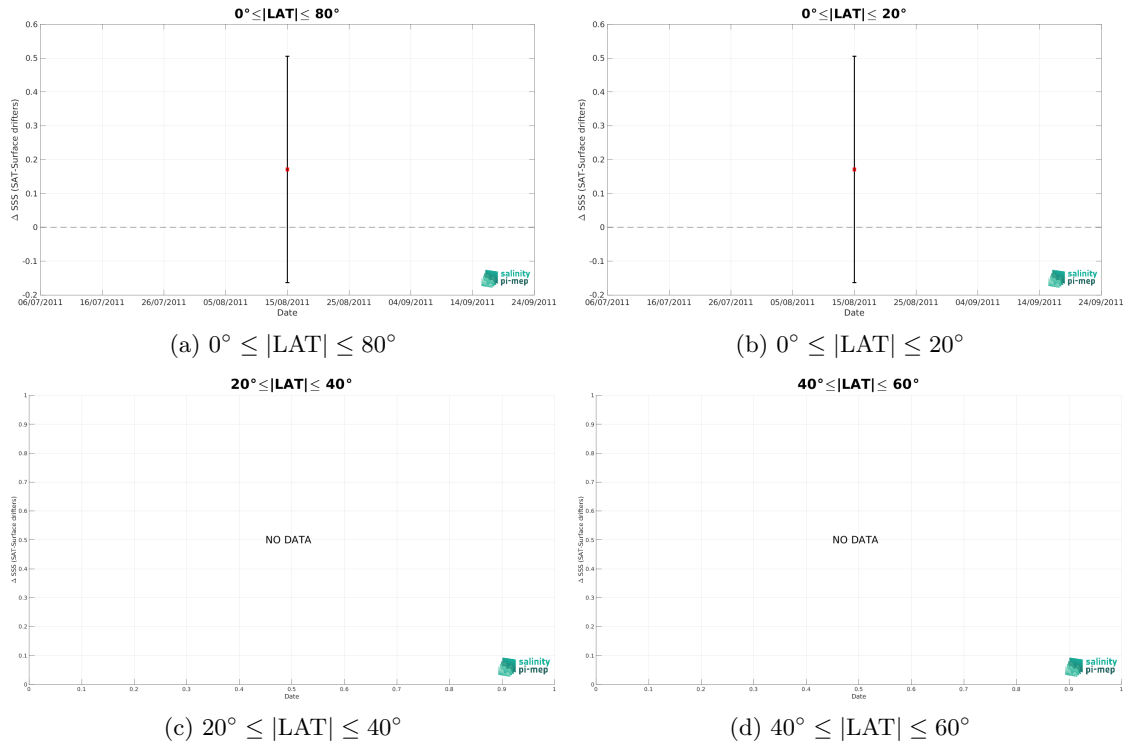 0°≤|LAT|≤ 80°
0.6
0.5
0.4
0.3
0.2
0.1
0
-0.1
-0.2
Δ SSS (SAT-Surface drifters)
06/07/2011 16/07/2011 26/07/2011 05/08/2011 15/08/2011 25/08/2011 04/09/2011 14/09/2011 24/09/2011
Date
salinity
pi-mep
(a) 0° ≤ |LAT| ≤ 80°
0°≤|LAT|≤ 20°
0.6
0.5
0.4
0.3
0.2
0.1
0
-0.1
-0.2
Δ SSS (SAT-Surface drifters)
06/07/2011 16/07/2011 26/07/2011 05/08/2011 15/08/2011 25/08/2011 04/09/2011 14/09/2011 24/09/2011
Date
salinity
pi-mep
(b) 0° ≤ |LAT| ≤ 20°
20°≤|LAT|≤ 40°
1
0.9
0.8
0.7
0.6
0.5
0.4
0.3
0.2
0.1
0
Δ SSS (SAT-Surface drifters)
NO DATA
0 0.1 0.2 0.3 0.4 0.5 0.6 0.7 0.8 0.9 1
Date
salinity
pi-mep
(c) 20° ≤ |LAT| ≤ 40°
40°≤|LAT|≤ 60°
1
0.9
0.8
0.7
0.6
0.5
0.4
0.3
0.2
0.1
0
Δ SSS (SAT-Surface drifters)
NO DATA
0 0.1 0.2 0.3 0.4 0.5 0.6 0.7 0.8 0.9 1
Date
salinity
pi-mep
(d) 40° ≤ |LAT| ≤ 60°